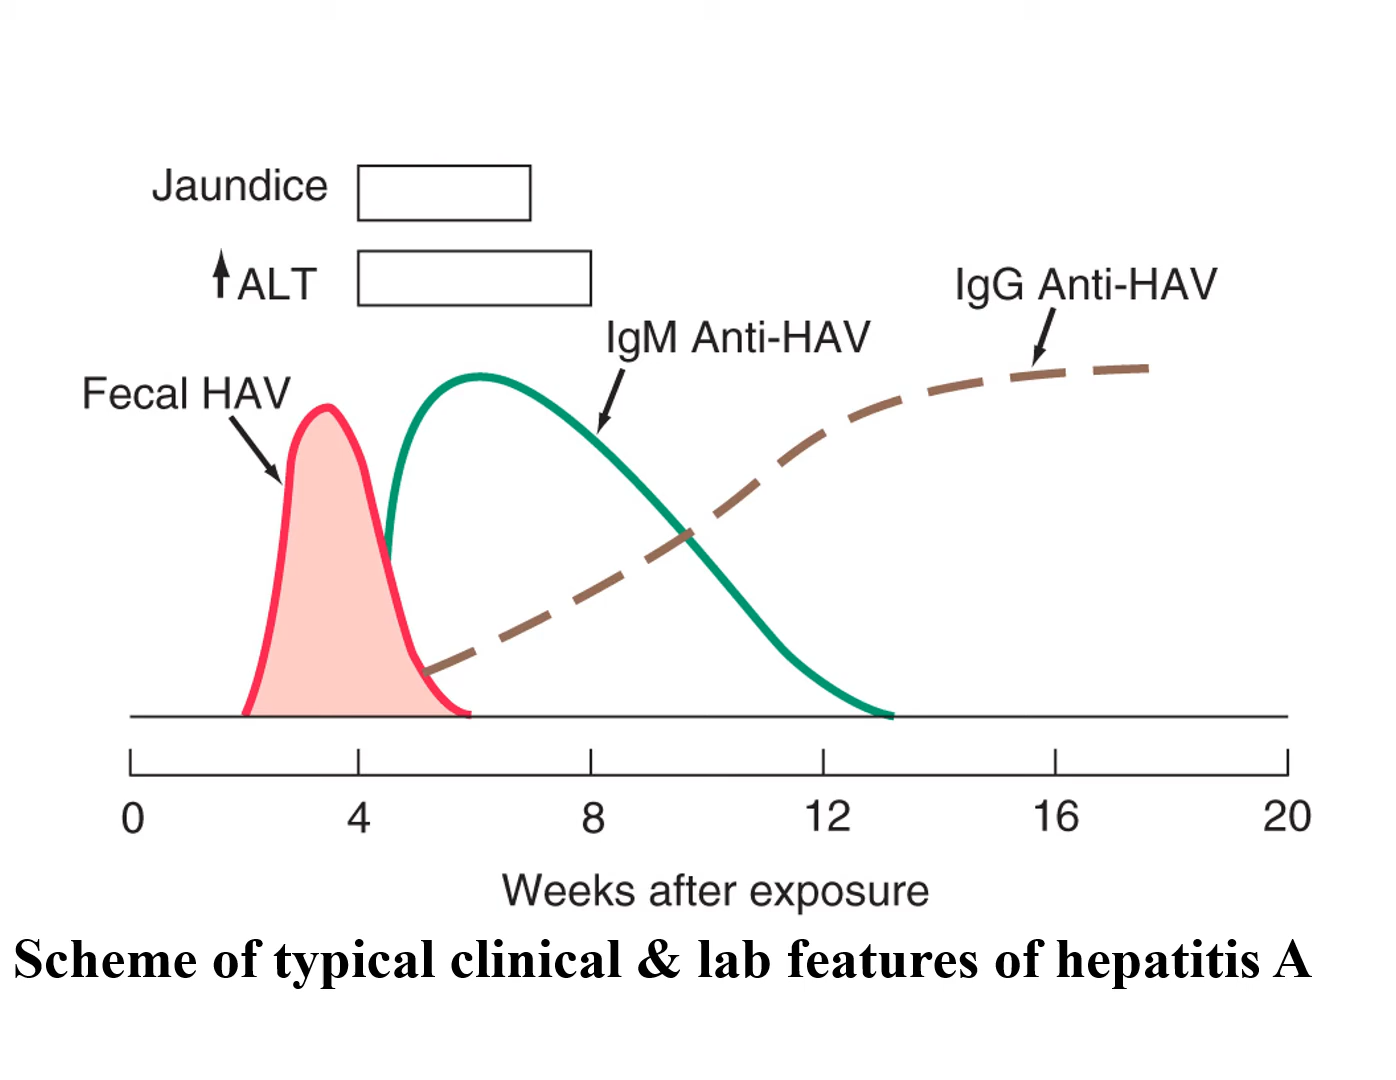 Jaundice
ALT
IgG Anti-HAV
IgM Anti-HAV
Fecal HAV
0 4 8 12 16 20
Weeks after exposure
Scheme of typical clinical & lab features of hepatitis A